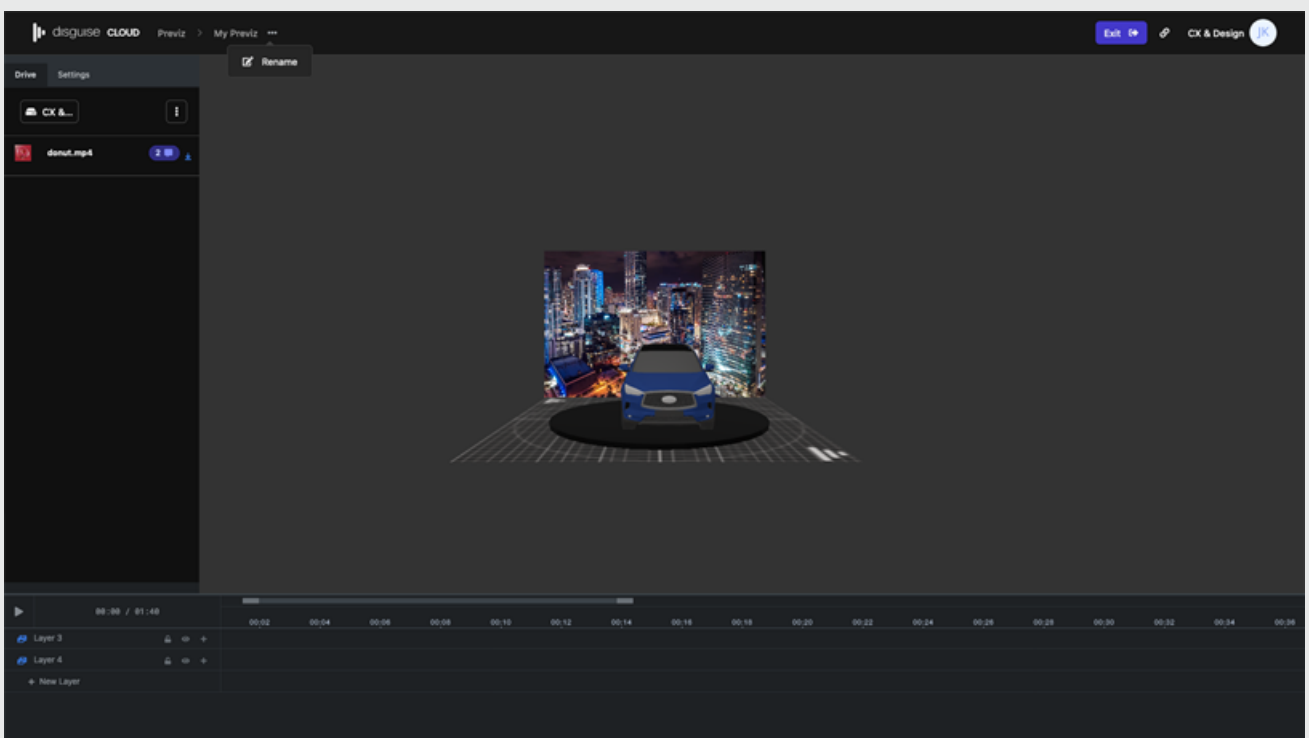 disguise CLOUD Previz > My Previz ···
Exit
CX & Design JK
Rename
Drive Settings
CX &...
donut.mp4 2
00:00 / 01:40
00;02 00;04 00;06 00;08 00;10 00;12 00;14 00;16 00;18 00;20 00;22 00;24 00;26 00;28 00;30 00;32 00;34 00;36
Layer 3
Layer 4
+ New Layer